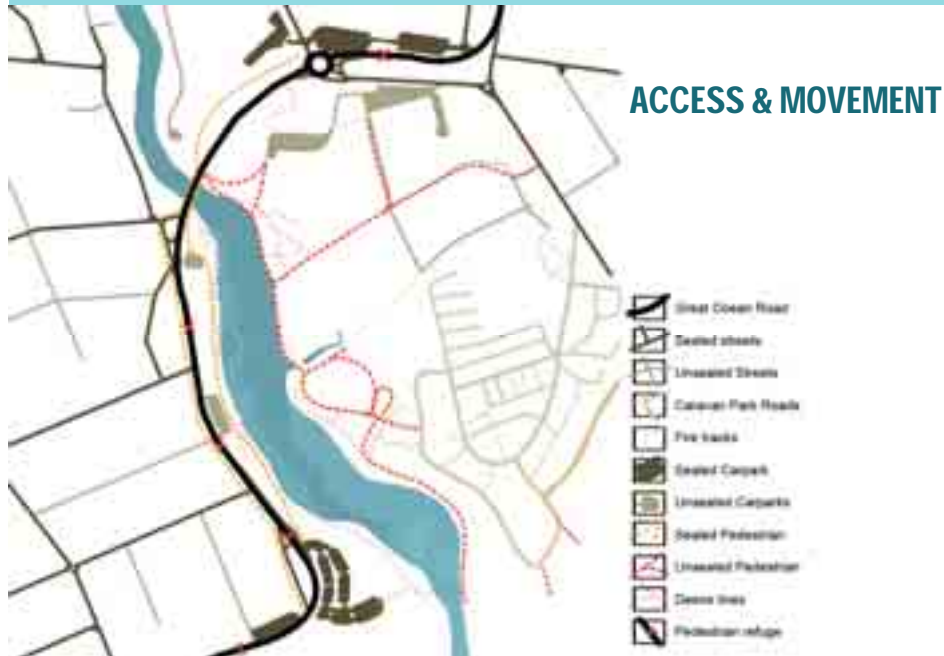 ACCESS & MOVEMENT
Great Ocean Road
Sealed streets
Unsealed Streets
Caravan Park Roads
Fire tracks
Sealed Carpark
Unsealed Carparks
Sealed Pedestrian
Unsealed Pedestrian
Desire lines
Pedestrian refuge